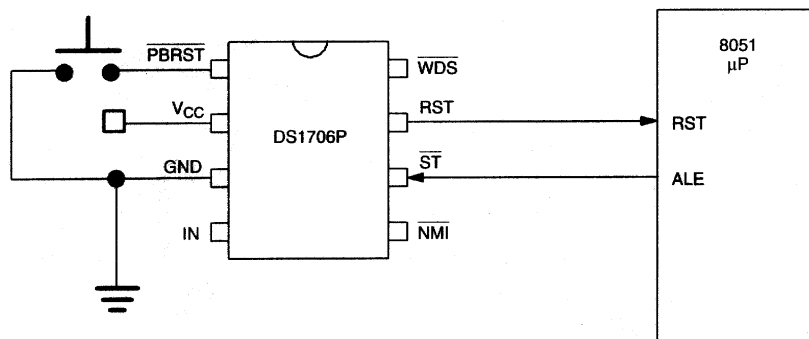 8051
μP
PBRST
WDS
VCC
RST
DS1706P
RST
GND
ST
ALE
IN
NMI